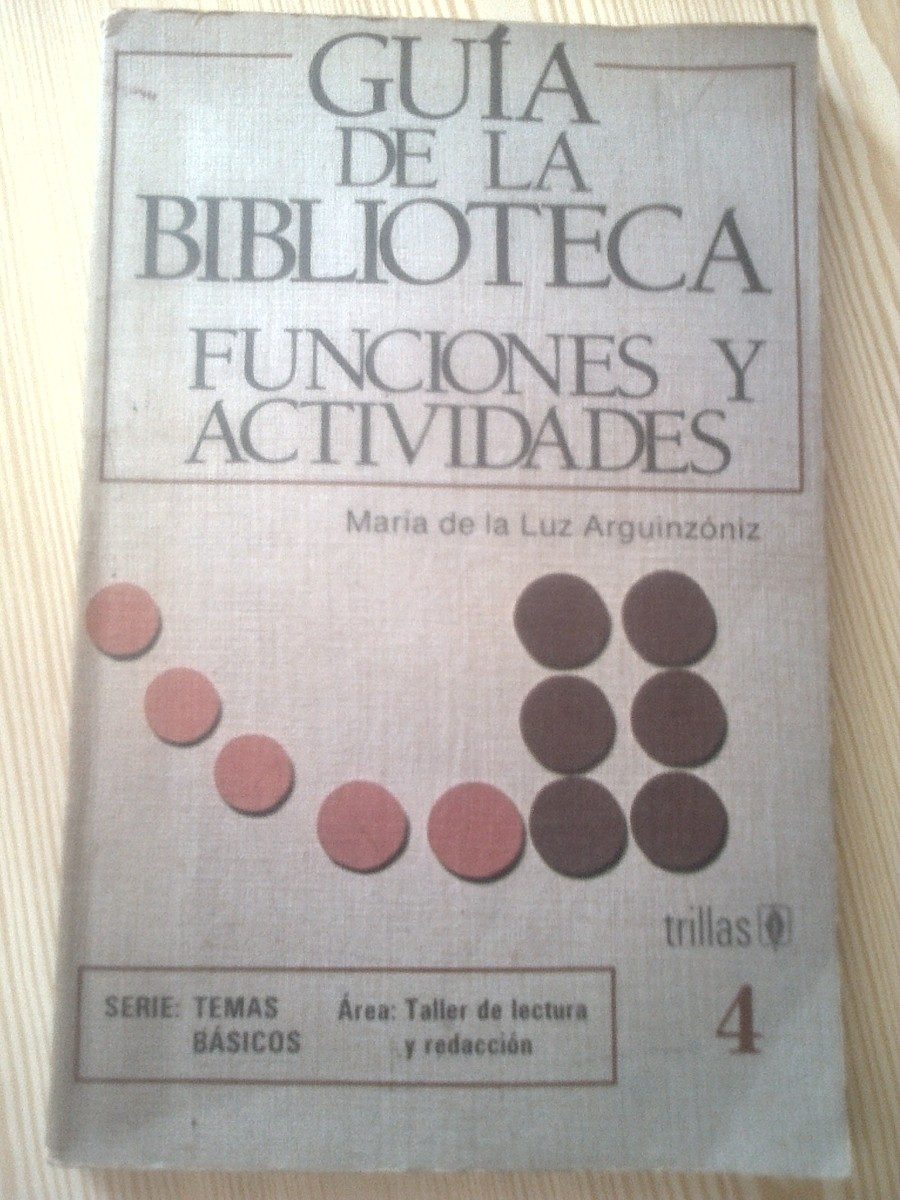 GUÍA
DE LA
BIBLIOTECA
FUNCIONES Y
ACTIVIDADES
María de la Luz Arguinzóniz
trillas
SERIE: TEMAS BÁSICOS
Área: Taller de lectura y redacción
4